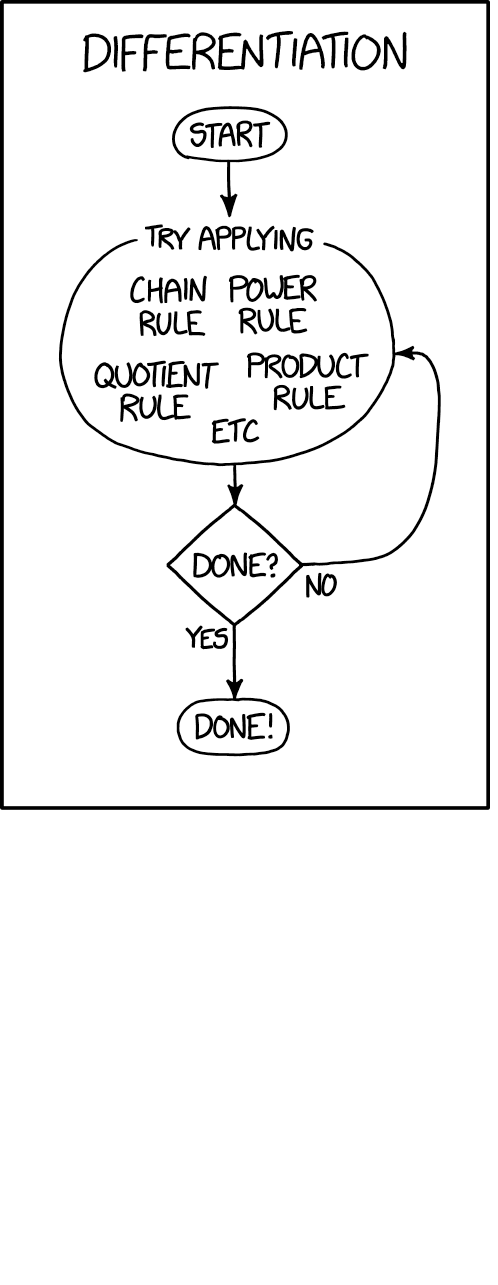 DIFFERENTIATION
START
TRY APPLYING
CHAIN RULE
POWER RULE
QUOTIENT RULE
PRODUCT RULE
ETC
DONE?
NO
YES
DONE!